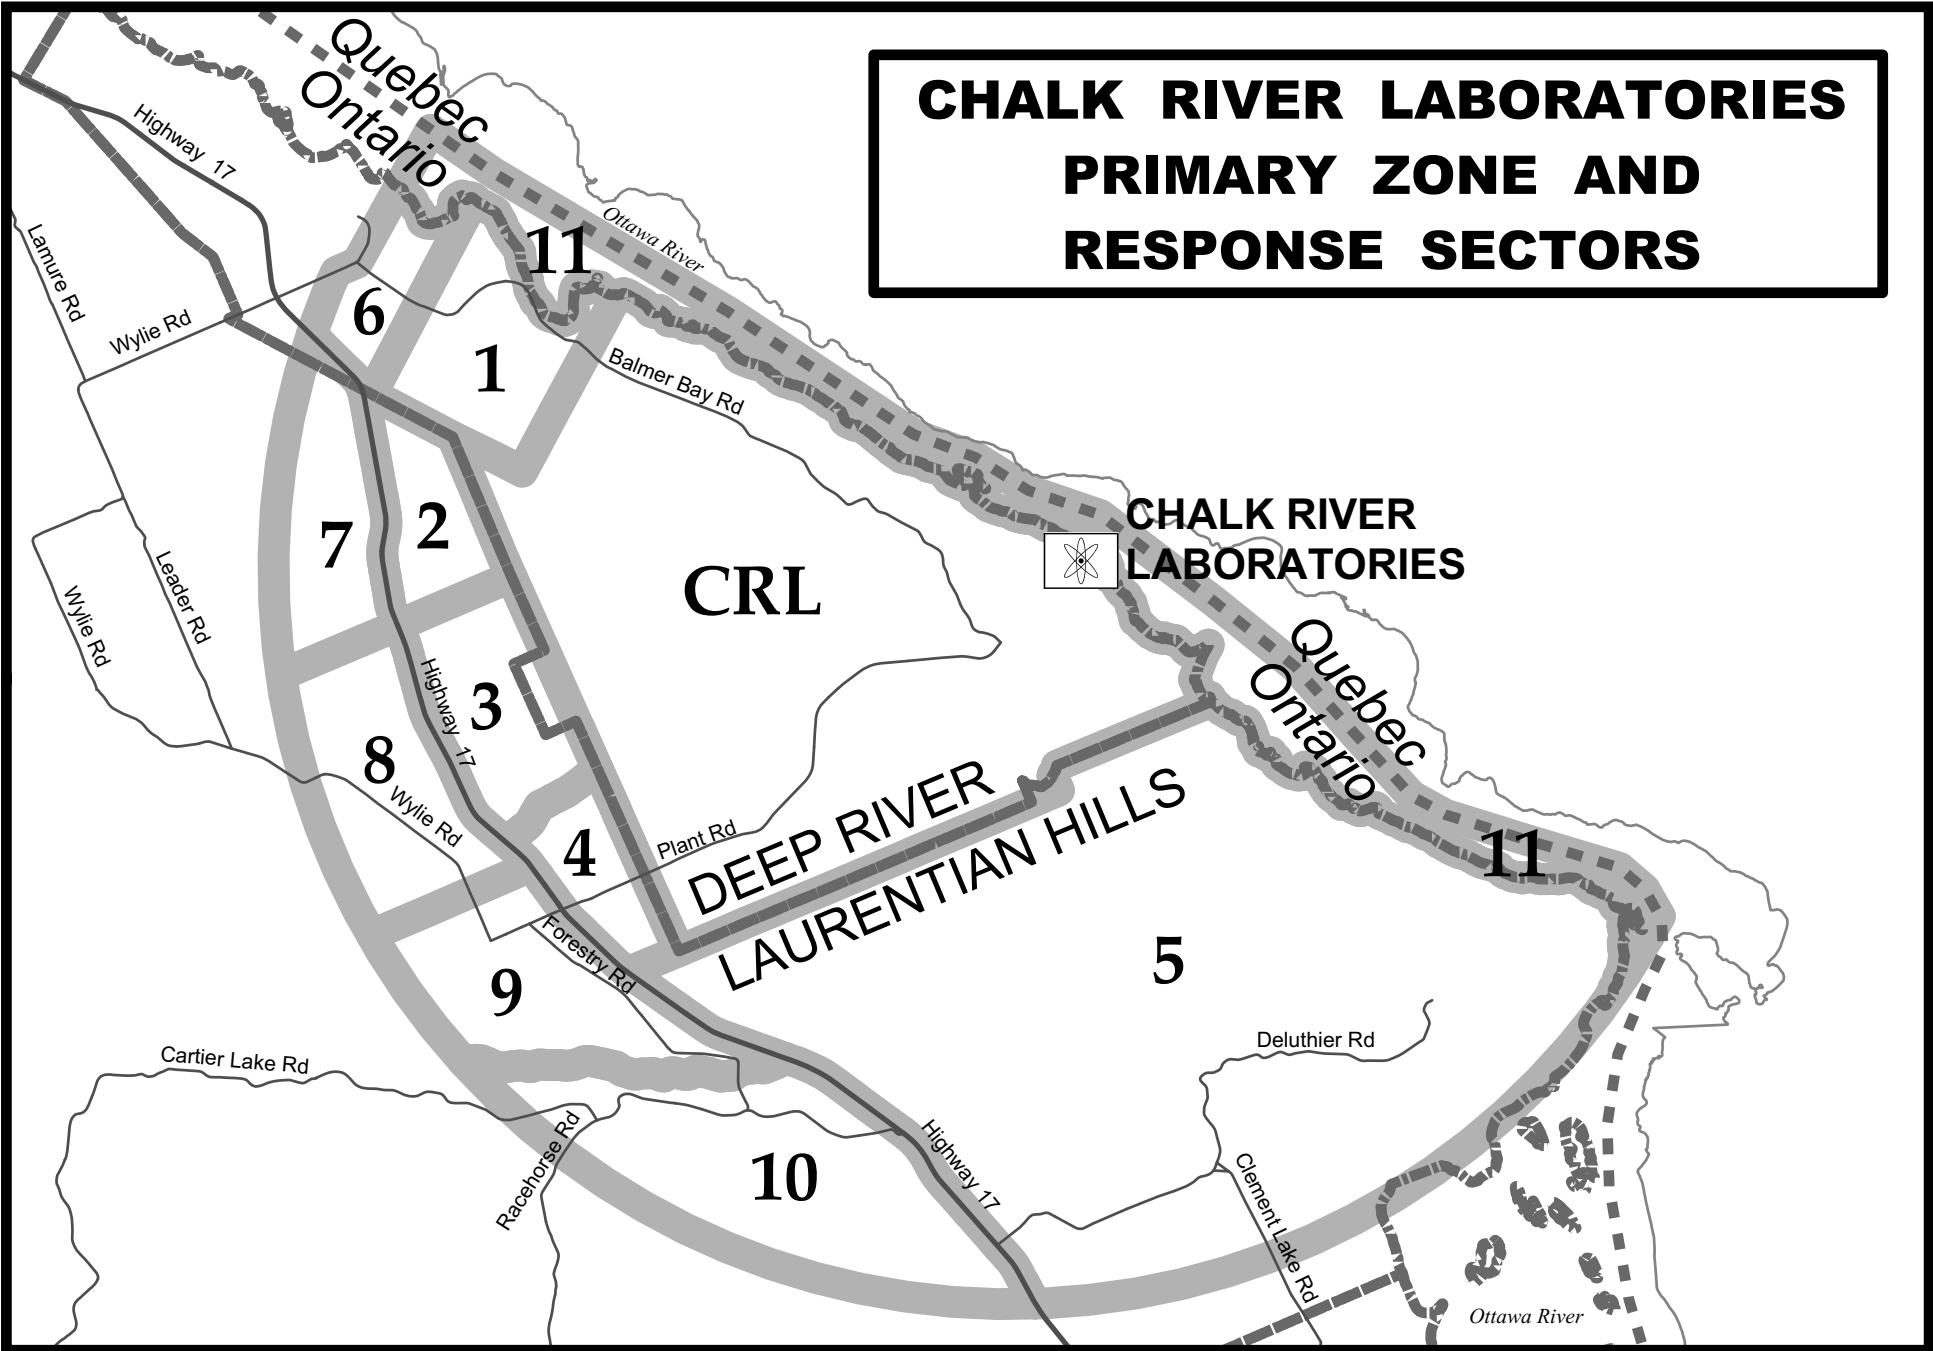 CHALK RIVER LABORATORIES
PRIMARY ZONE AND
RESPONSE SECTORS
Quebec
Ontario
Highway 17
Ottawa River
11
Lamure Rd
Wylie Rd
6
1
Balmer Bay Rd
7
2
CRL
CHALK RIVER
LABORATORIES
Leader Rd
Wylie Rd
Quebec
Ontario
Highway 17
3
8
Wylie Rd
4
Plant Rd
DEEP RIVER
LAURENTIAN HILLS
11
Forestry Rd
9
5
Cartier Lake Rd
Deluthier Rd
Racehorse Rd
10
Highway 17
Clement Lake Rd
Ottawa River